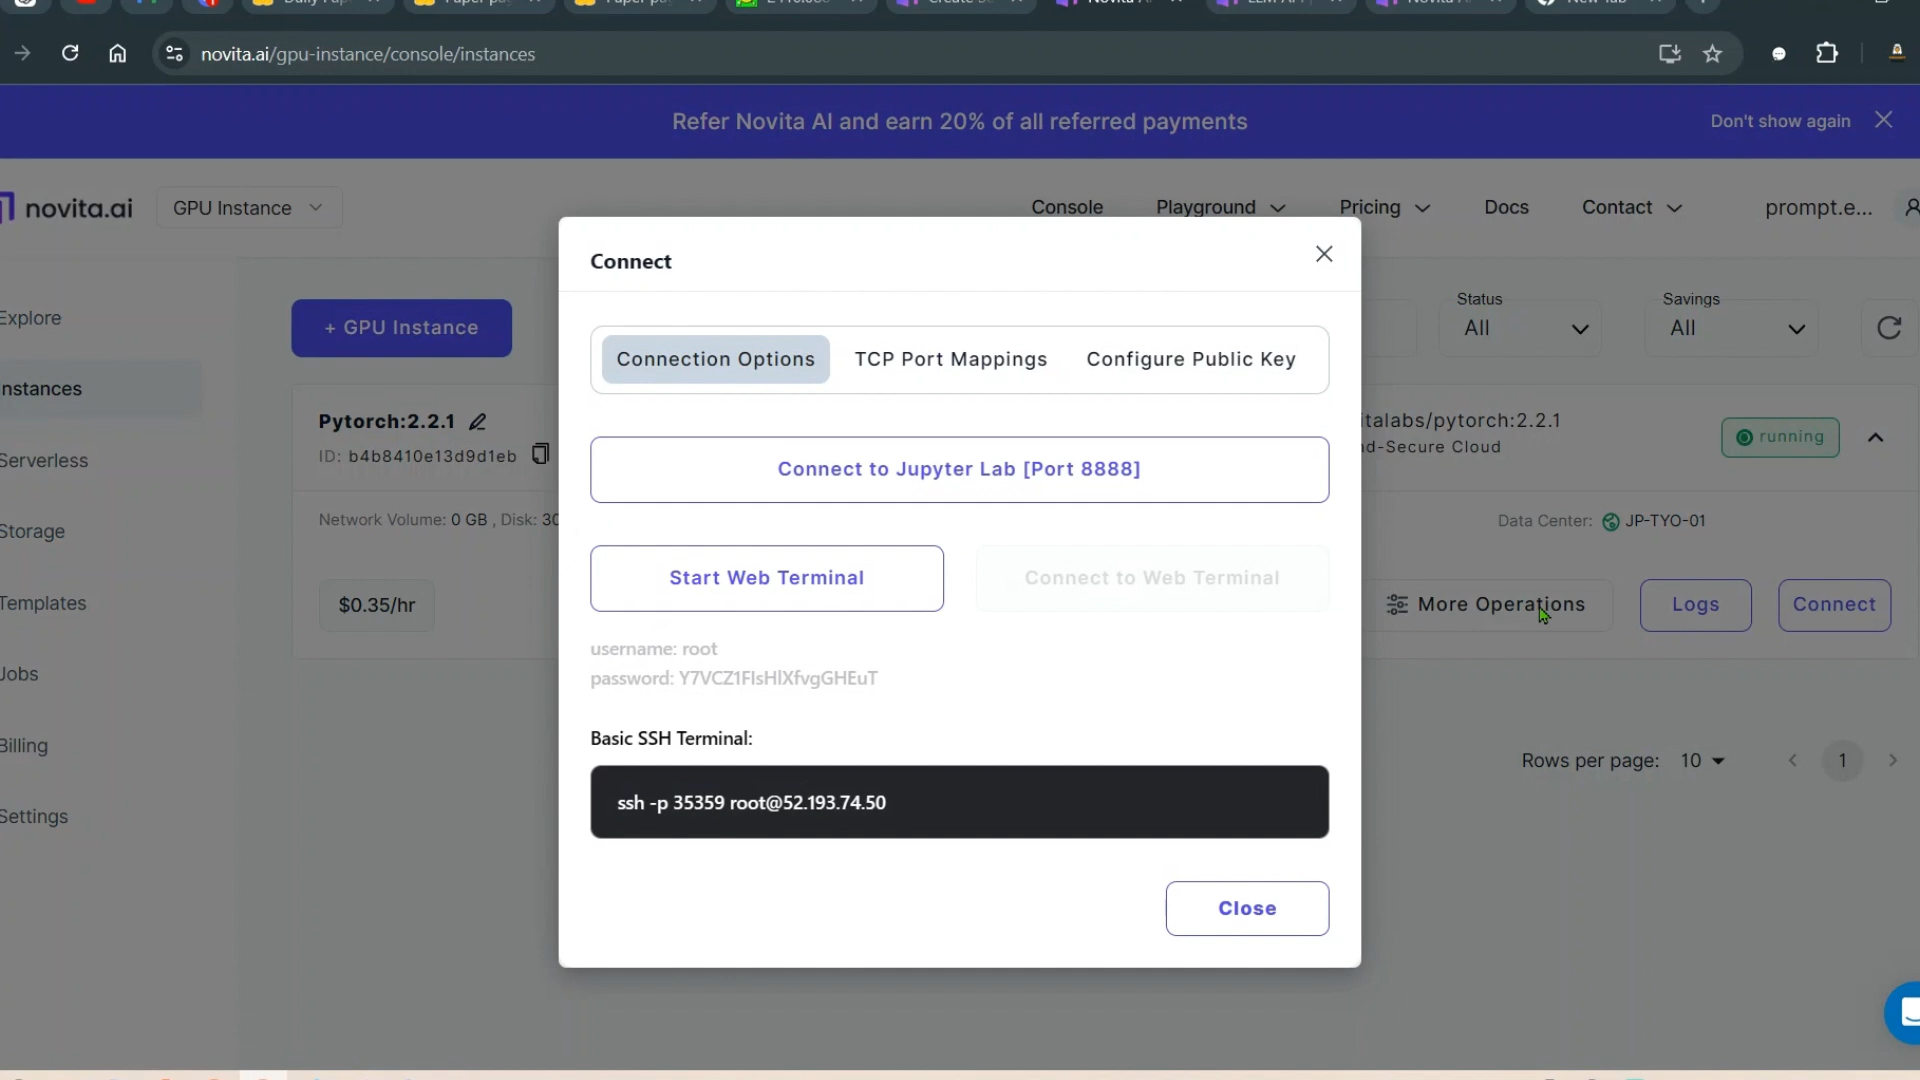 novita.ai/gpu-instance/console/instances
Refer Novita AI and earn 20% of all referred payments
Don't show again
novita.ai
GPU Instance
Console
Playground
Pricing
Docs
Contact
prompt.e...
Explore
Instances
Serverless
Storage
Templates
Jobs
Billing
Settings
+ GPU Instance
Status
All
Savings
All
Pytorch:2.2.1
ID: b4b8410e13d9d1eb
italabs/pytorch:2.2.1
d-Secure Cloud
running
Network Volume: 0 GB , Disk: 30
Data Center: JP-TYO-01
$0.35/hr
More Operations
Logs
Connect
Rows per page: 10
1
Connect
Connection Options
TCP Port Mappings
Configure Public Key
Connect to Jupyter Lab [Port 8888]
Start Web Terminal
Connect to Web Terminal
username: root
password: Y7VCZ1FIsHlXfvgGHEuT
Basic SSH Terminal:
ssh -p 35359 root@52.193.74.50
Close